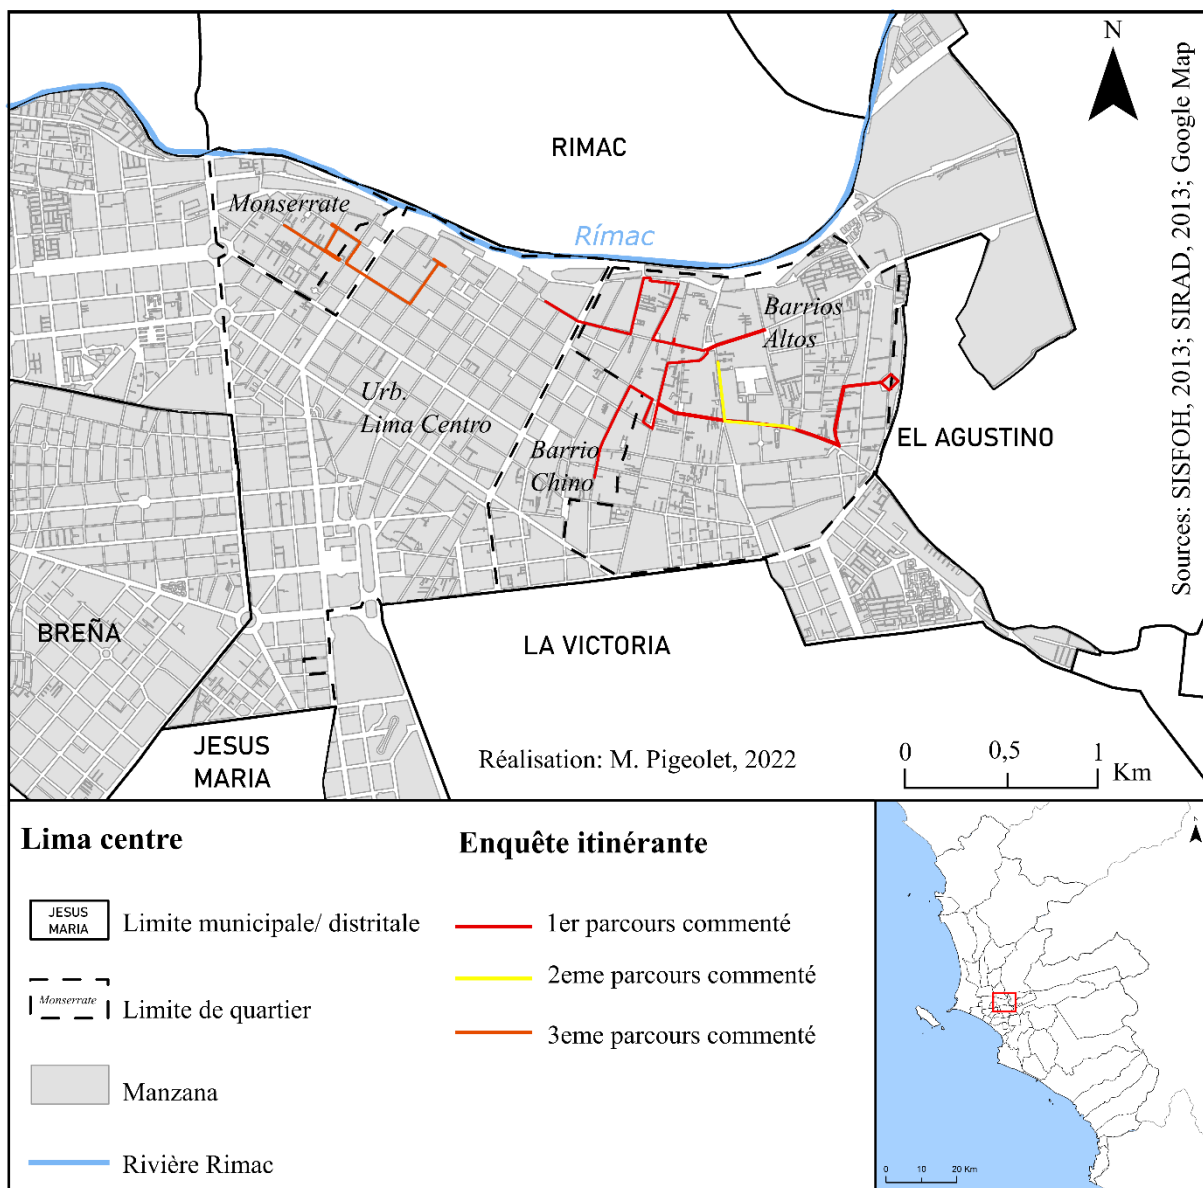 N
Sources: SISFOH, 2013; SIRAD, 2013; Google Map
RIMAC
Monserrate
Rímac
Barrios
Altos
Urb.
Lima Centro
Barrio
Chino
EL AGUSTINO
BREÑA
LA VICTORIA
JESUS
MARIA
Réalisation: M. Pigeolet, 2022
0 0,5 1
Km
Lima centre
JESUS
MARIA
Limite municipale/ distritale
Monserrate
Limite de quartier
Manzana
Rivière Rimac
Enquête itinérante
1er parcours commenté
2eme parcours commenté
3eme parcours commenté
N
0 10 20 Km